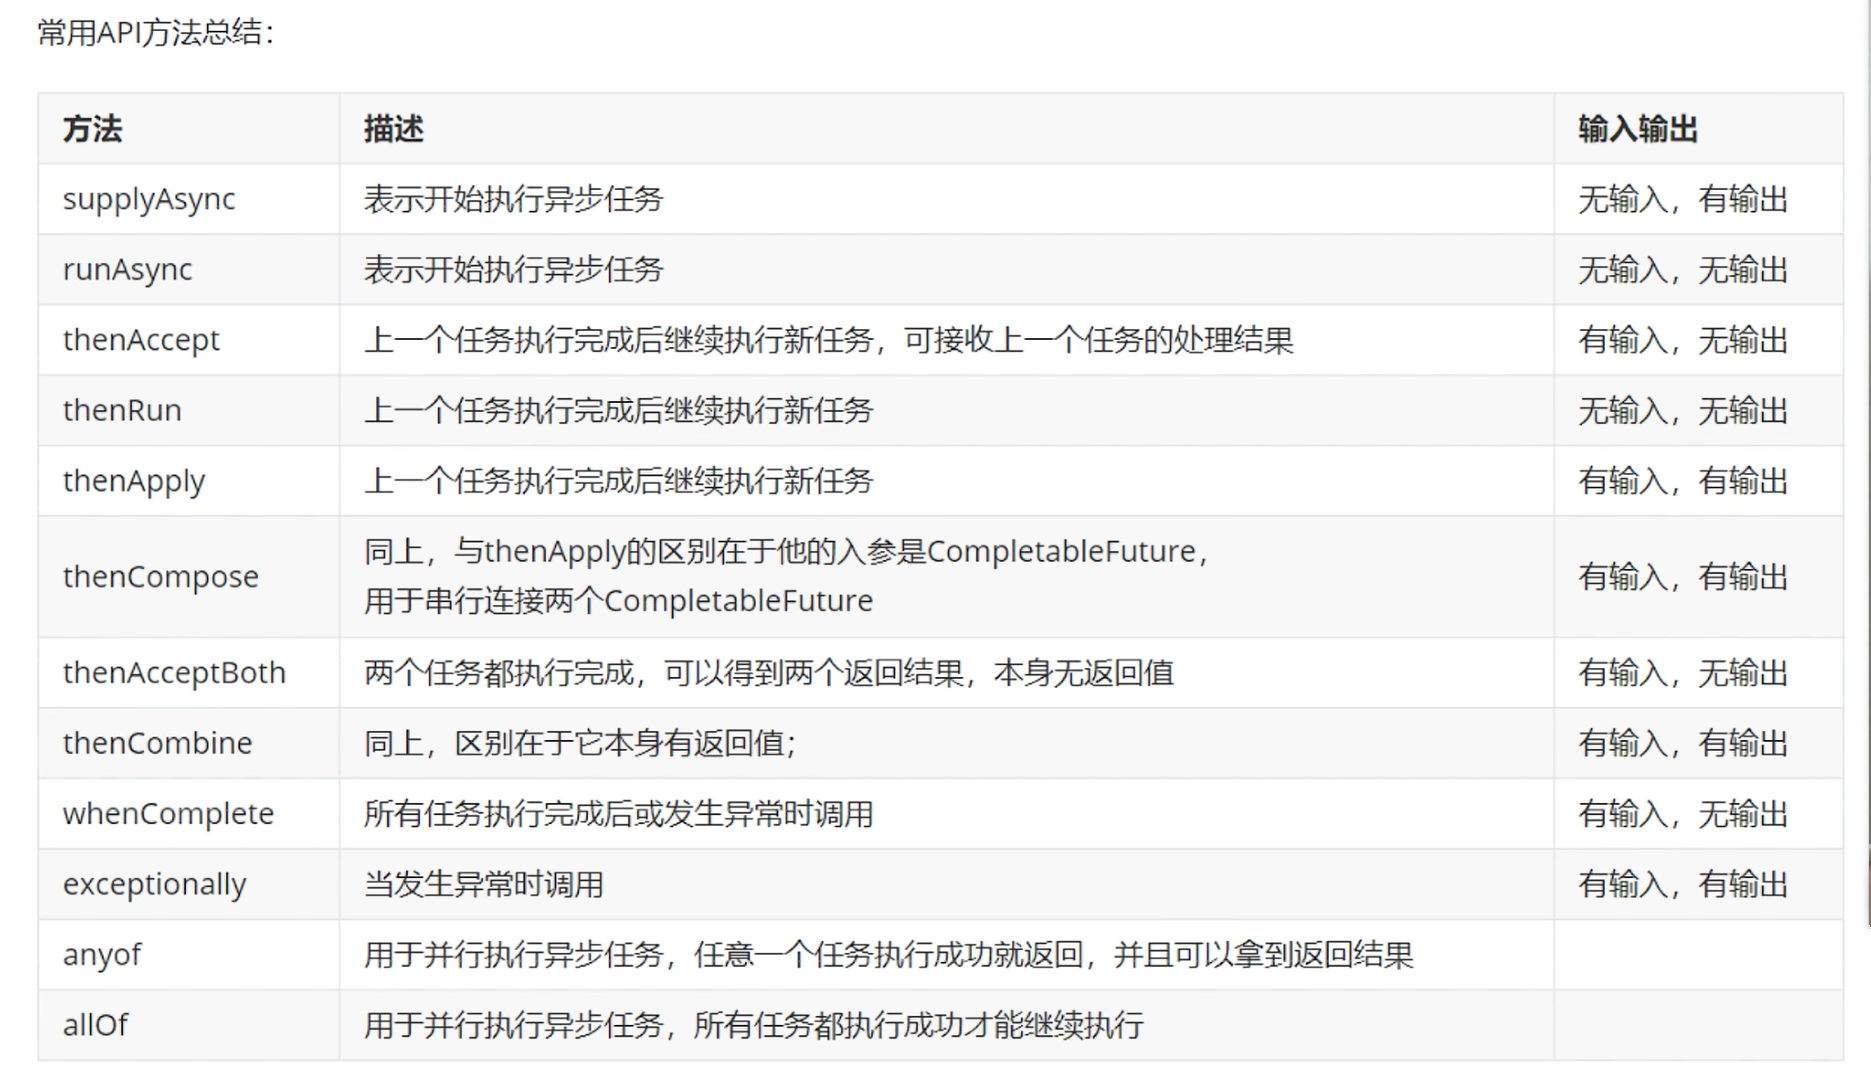 常用API方法总结：
方法 描述 输入输出
supplyAsync 表示开始执行异步任务 无输入，有输出
runAsync 表示开始执行异步任务 无输入，无输出
thenAccept 上一个任务执行完成后继续执行新任务，可接收上一个任务的处理结果 有输入，无输出
thenRun 上一个任务执行完成后继续执行新任务 无输入，无输出
thenApply 上一个任务执行完成后继续执行新任务 有输入，有输出
thenCompose 同上，与thenApply的区别在于他的入参是CompletableFuture，
用于串行连接两个CompletableFuture 有输入，有输出
thenAcceptBoth 两个任务都执行完成，可以得到两个返回结果，本身无返回值 有输入，无输出
thenCombine 同上，区别在于它本身有返回值； 有输入，有输出
whenComplete 所有任务执行完成后或发生异常时调用 有输入，无输出
exceptionally 当发生异常时调用 有输入，有输出
anyof 用于并行执行异步任务，任意一个任务执行成功就返回，并且可以拿到返回结果
allOf 用于并行执行异步任务，所有任务都执行成功才能继续执行